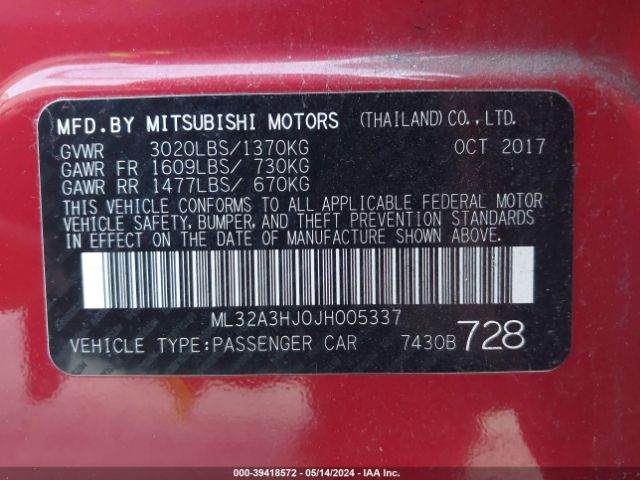 MFD.BY MITSUBISHI MOTORS (THAILAND) CO., LTD.
GVWR 3020LBS/1370KG OCT 2017
GAWR FR 1609LBS/ 730KG
GAWR RR 1477LBS/ 670KG
THIS VEHICLE CONFORMS TO ALL APPLICABLE FEDERAL MOTOR
VEHICLE SAFETY, BUMPER, AND THEFT PREVENTION STANDARDS
IN EFFECT ON THE DATE OF MANUFACTURE SHOWN ABOVE.
ML32A3HJ0JH005337
VEHICLE TYPE:PASSENGER CAR 7430B 728
000-39418572 - 05/14/2024 - IAA Inc.